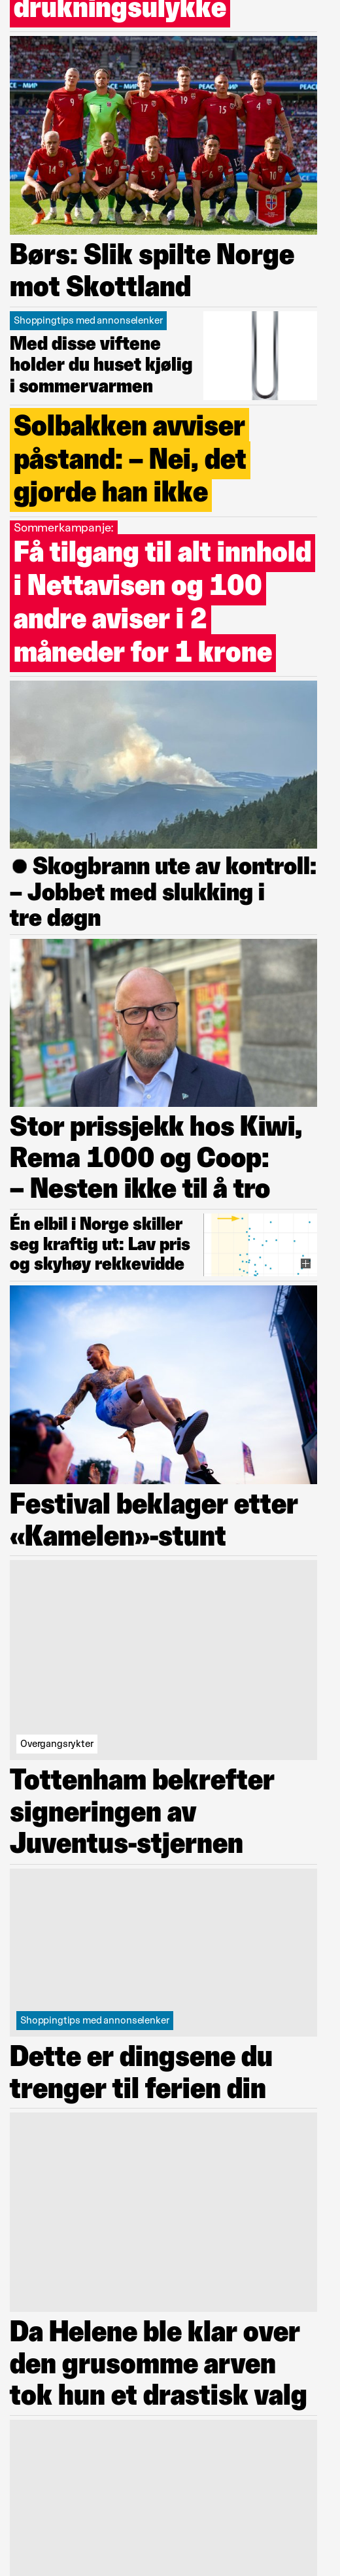 drukningsulykke
Børs: Slik spilte Norge
mot Skottland
Shoppingtips med annonselenker
Med disse viftene
holder du huset kjølig
i sommervarmen
Solbakken avviser
påstand: – Nei, det
gjorde han ikke
Sommerkampanje:
Få tilgang til alt innhold
i Nettavisen og 100
andre aviser i 2
måneder for 1 krone
Skogbrann ute av kontroll:
– Jobbet med slukking i
tre døgn
Stor prissjekk hos Kiwi,
Rema 1000 og Coop:
– Nesten ikke til å tro
Én elbil i Norge skiller
seg kraftig ut: Lav pris
og skyhøy rekkevidde
Festival beklager etter
«Kamelen»-stunt
Overgangsrykter
Tottenham bekrefter
signeringen av
Juventus-stjernen
Shoppingtips med annonselenker
Dette er dingsene du
trenger til ferien din
Da Helene ble klar over
den grusomme arven
tok hun et drastisk valg